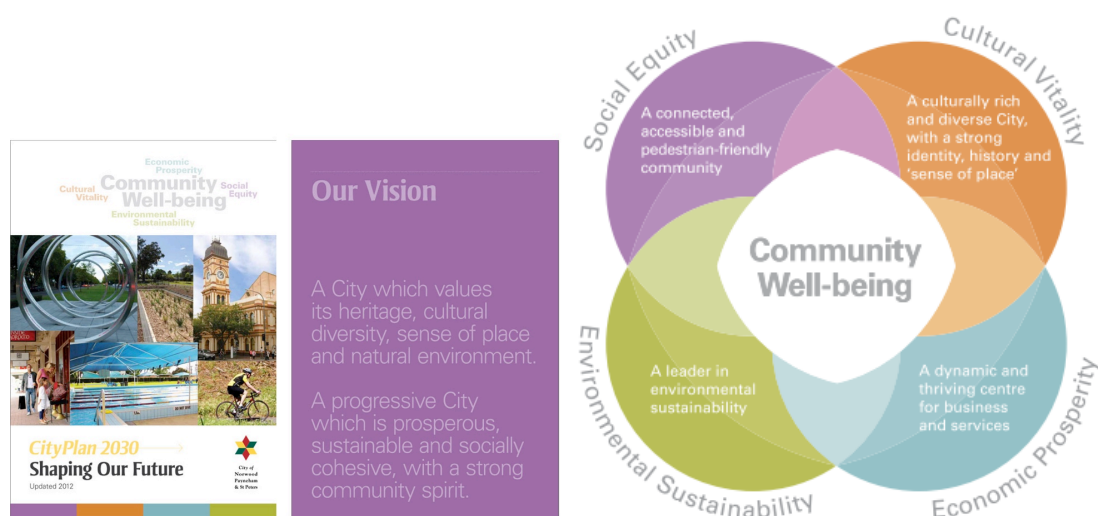 Economic
Prosperity
Cultural
Vitality
Community
Well-being
Social
Equity
Environmental
Sustainability
CityPlan 2030
Shaping Our Future
Updated 2012
City of
Norwood
Payneham
& St Peters
Our Vision
A City which values
its heritage, cultural
diversity, sense of place
and natural environment.
A progressive City
which is prosperous,
sustainable and socially
cohesive, with a strong
community spirit.
Social Equity
Cultural Vitality
A connected,
accessible and
pedestrian-friendly
community
A culturally rich
and diverse City,
with a strong
identity, history and
‘sense of place’
Community
Well-being
A leader in
environmental
sustainability
A dynamic and
thriving centre
for business
and services
Environmental Sustainability
Economic Prosperity